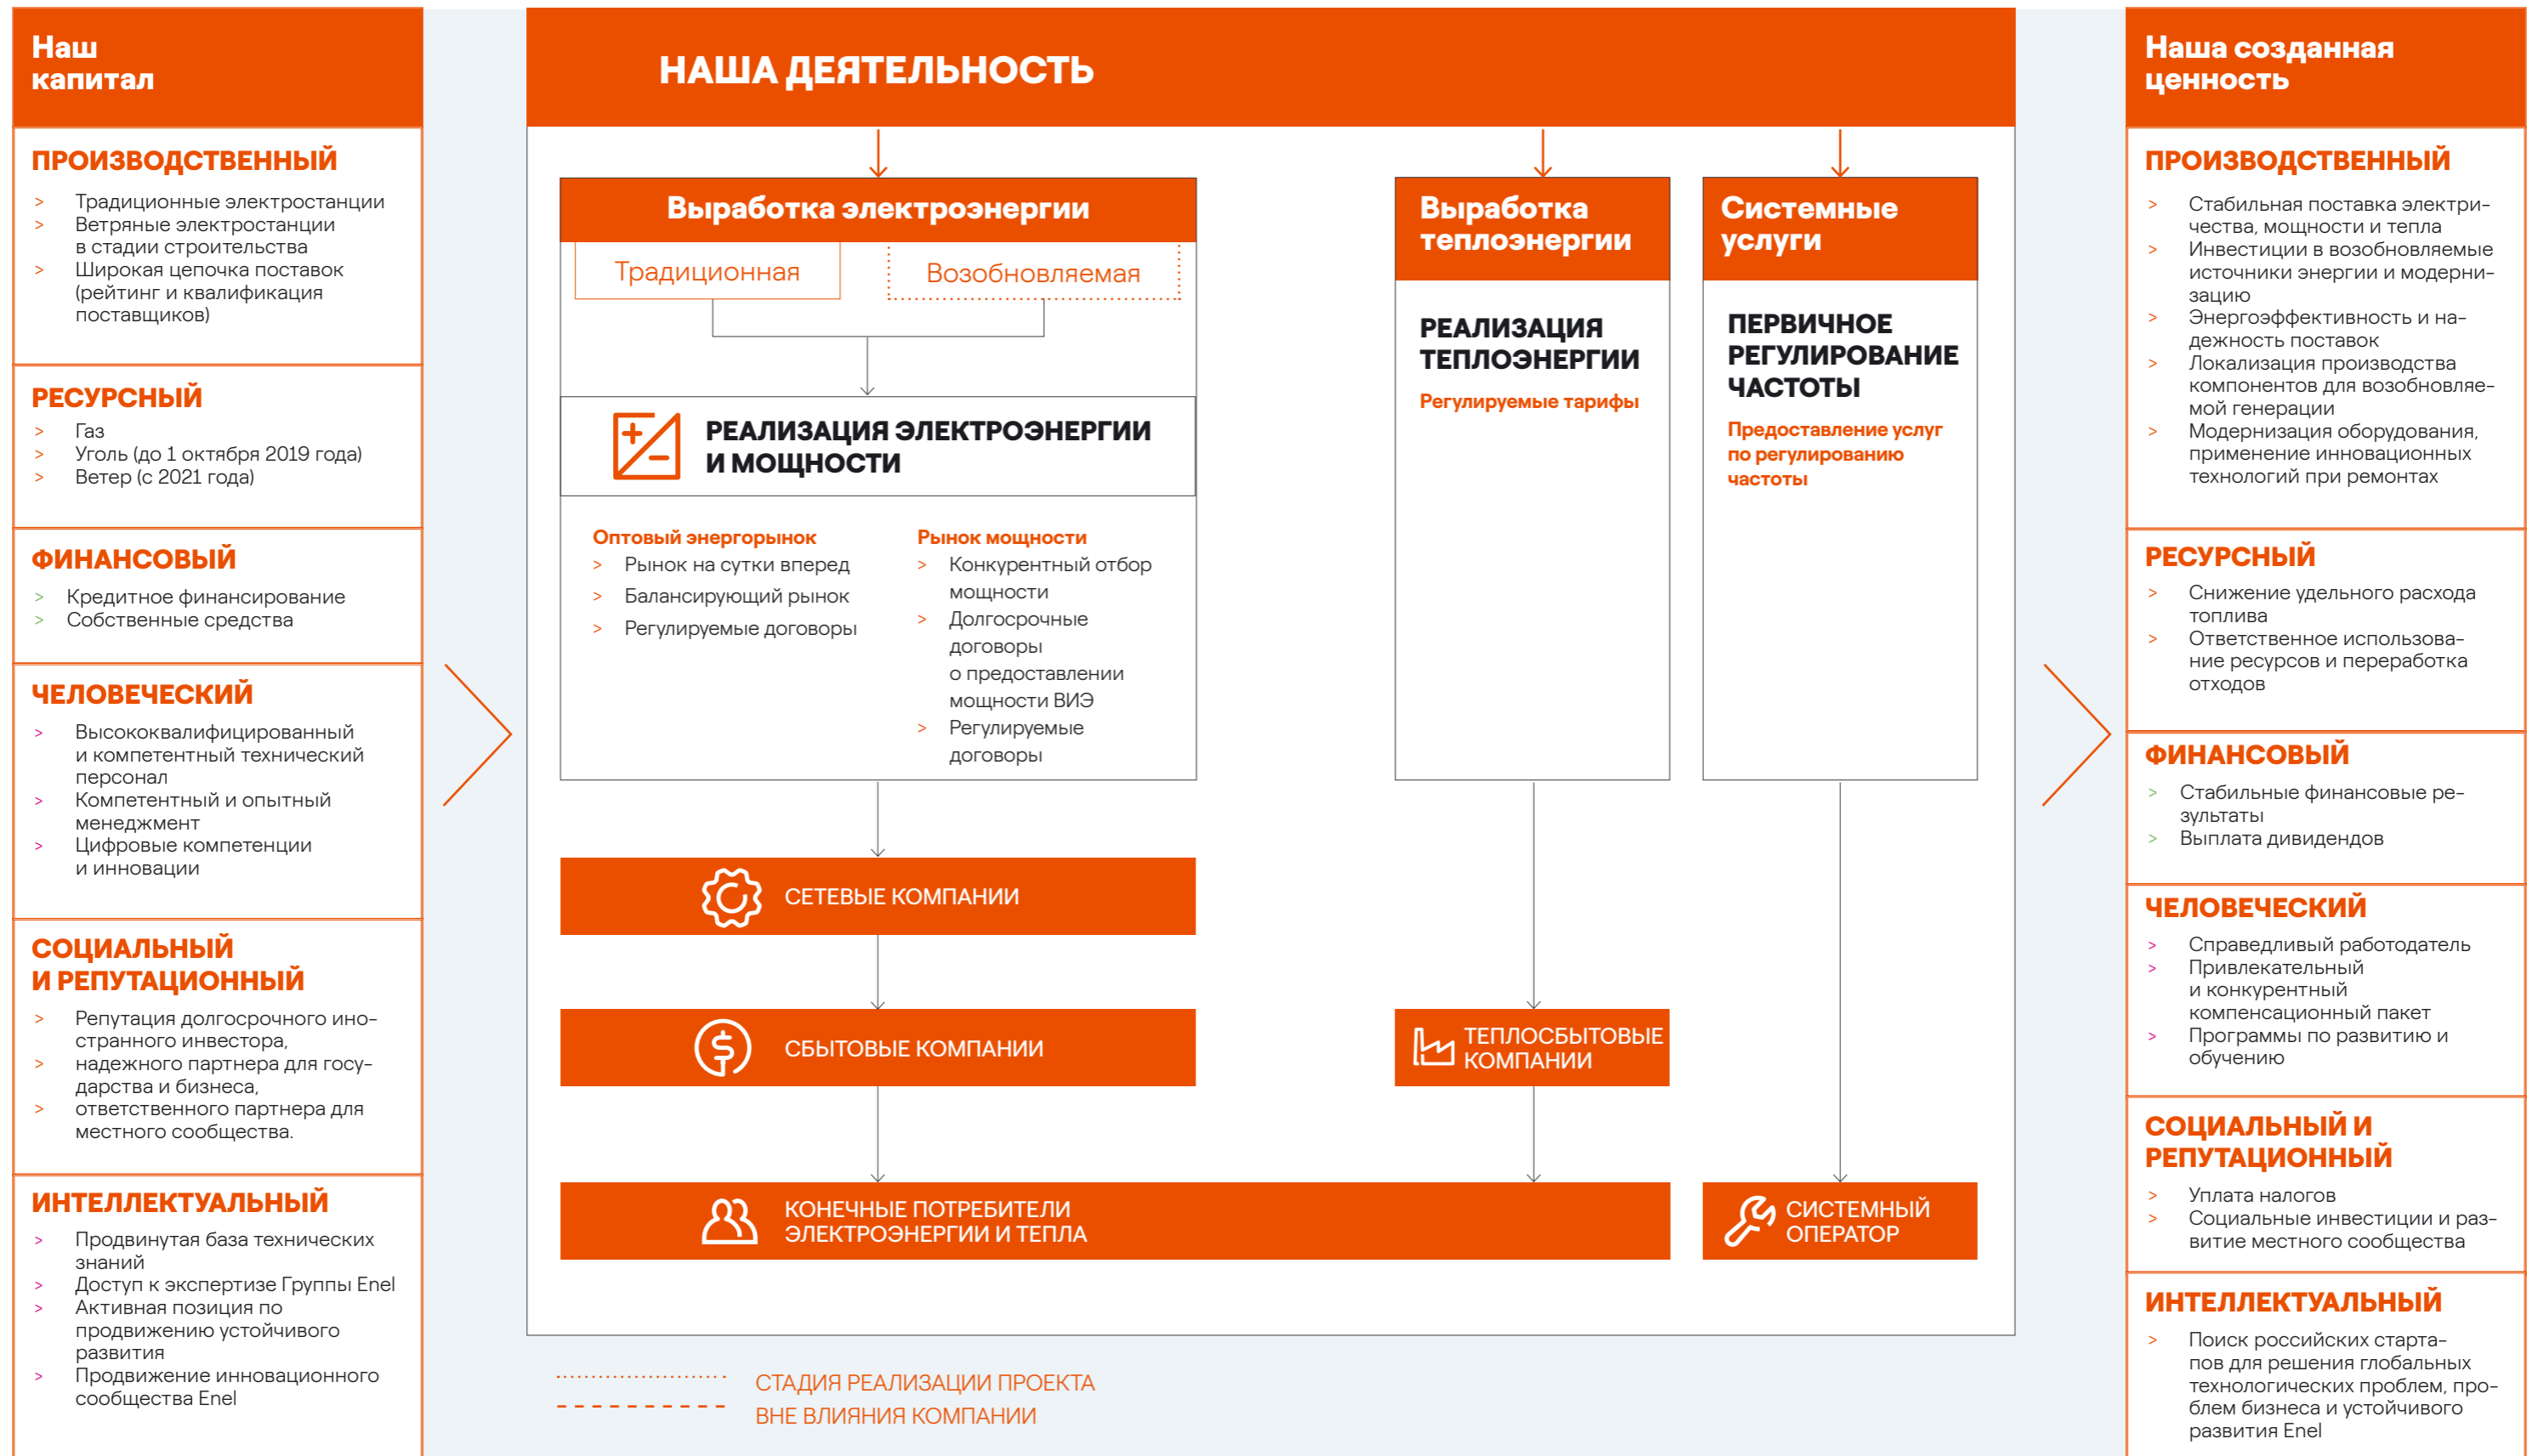 Наш
капитал
ПРОИЗВОДСТВЕННЫЙ
> Традиционные электростанции
> Ветряные электростанции
в стадии строительства
> Широкая цепочка поставок
(рейтинг и квалификация
поставщиков)
РЕСУРСНЫЙ
> Газ
> Уголь (до 1 октября 2019 года)
> Ветер (с 2021 года)
ФИНАНСОВЫЙ
> Кредитное финансирование
> Собственные средства
ЧЕЛОВЕЧЕСКИЙ
> Высококвалифицированный
и компетентный технический
персонал
> Компетентный и опытный
менеджмент
> Цифровые компетенции
и инновации
СОЦИАЛЬНЫЙ
И РЕПУТАЦИОННЫЙ
> Репутация долгосрочного ино-
странного инвестора,
> надежного партнера для госу-
дарства и бизнеса,
> ответственного партнера для
местного сообщества.
ИНТЕЛЛЕКТУАЛЬНЫЙ
> Продвинутая база технических
знаний
> Доступ к экспертизе Группы Enel
> Активная позиция по
продвижению устойчивого
развития
> Продвижение инновационного
сообщества Enel
НАША ДЕЯТЕЛЬНОСТЬ
Выработка электроэнергии
Традиционная
Возобновляемая
РЕАЛИЗАЦИЯ ЭЛЕКТРОЭНЕРГИИ
И МОЩНОСТИ
Оптовый энергорынок
> Рынок на сутки вперед
> Балансирующий рынок
> Регулируемые договоры
Рынок мощности
> Конкурентный отбор
мощности
> Долгосрочные
договоры
о предоставлении
мощности ВИЭ
> Регулируемые
договоры
Выработка
теплоэнергии
РЕАЛИЗАЦИЯ
ТЕПЛОЭНЕРГИИ
Регулируемые тарифы
Системные
услуги
ПЕРВИЧНОЕ
РЕГУЛИРОВАНИЕ
ЧАСТОТЫ
Предоставление услуг
по регулированию
частоты
СЕТЕВЫЕ КОМПАНИИ
СБЫТОВЫЕ КОМПАНИИ
ТЕПЛОСБЫТОВЫЕ
КОМПАНИИ
КОНЕЧНЫЕ ПОТРЕБИТЕЛИ
ЭЛЕКТРОЭНЕРГИИ И ТЕПЛА
СИСТЕМНЫЙ
ОПЕРАТОР
СТАДИЯ РЕАЛИЗАЦИИ ПРОЕКТА
ВНЕ ВЛИЯНИЯ КОМПАНИИ
Наша созданная
ценность
ПРОИЗВОДСТВЕННЫЙ
> Стабильная поставка электри-
чества, мощности и тепла
> Инвестиции в возобновляемые
источники энергии и модерни-
зацию
> Энергоэффективность и на-
дежность поставок
> Локализация производства
компонентов для возобновляе-
мой генерации
> Модернизация оборудования,
применение инновационных
технологий при ремонтах
РЕСУРСНЫЙ
> Снижение удельного расхода
топлива
> Ответственное использова-
ние ресурсов и переработка
отходов
ФИНАНСОВЫЙ
> Стабильные финансовые ре-
зультаты
> Выплата дивидендов
ЧЕЛОВЕЧЕСКИЙ
> Справедливый работодатель
> Привлекательный
и конкурентный
компенсационный пакет
> Программы по развитию и
обучению
СОЦИАЛЬНЫЙ И
РЕПУТАЦИОННЫЙ
> Уплата налогов
> Социальные инвестиции и раз-
витие местного сообщества
ИНТЕЛЛЕКТУАЛЬНЫЙ
> Поиск российских старта-
пов для решения глобальных
технологических проблем, про-
блем бизнеса и устойчивого
развития Enel